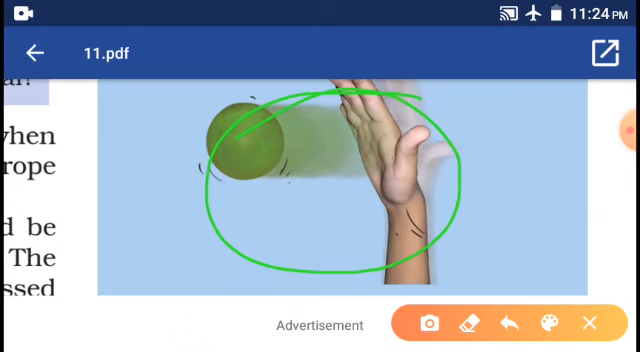 11:24 PM
11.pdf
when
rope
d be
The
ssed
Advertisement